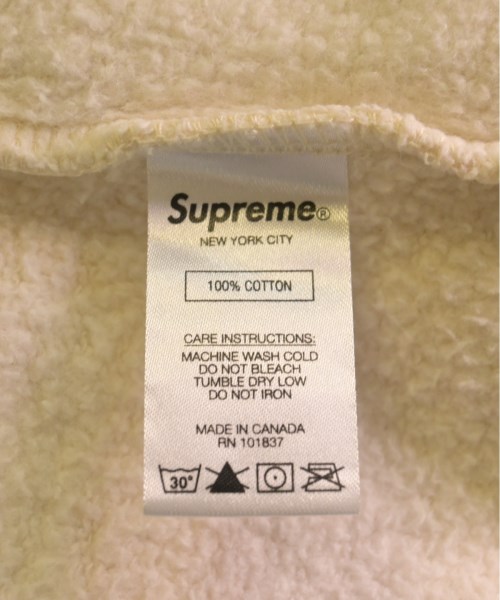 Supreme®
NEW YORK CITY
100% COTTON
CARE INSTRUCTIONS:
MACHINE WASH COLD
DO NOT BLEACH
TUMBLE DRY LOW
DO NOT IRON
MADE IN CANADA
RN 101837
30°